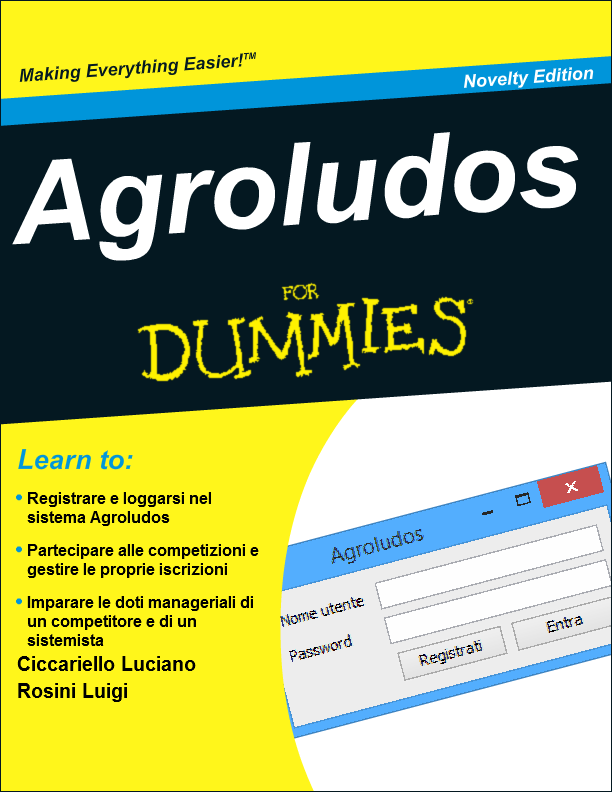 Making Everything Easier!™
Novelty Edition
Agroludos
FOR
DUMMIES®
Learn to:
• Registrare e loggarsi nel
sistema Agroludos
• Partecipare alle competizioni e
gestire le proprie iscrizioni
• Imparare le doti manageriali di
un competitore e di un
sistemista
Ciccariello Luciano
Rosini Luigi
Agroludos
Nome utente
Password
Registrati
Entra